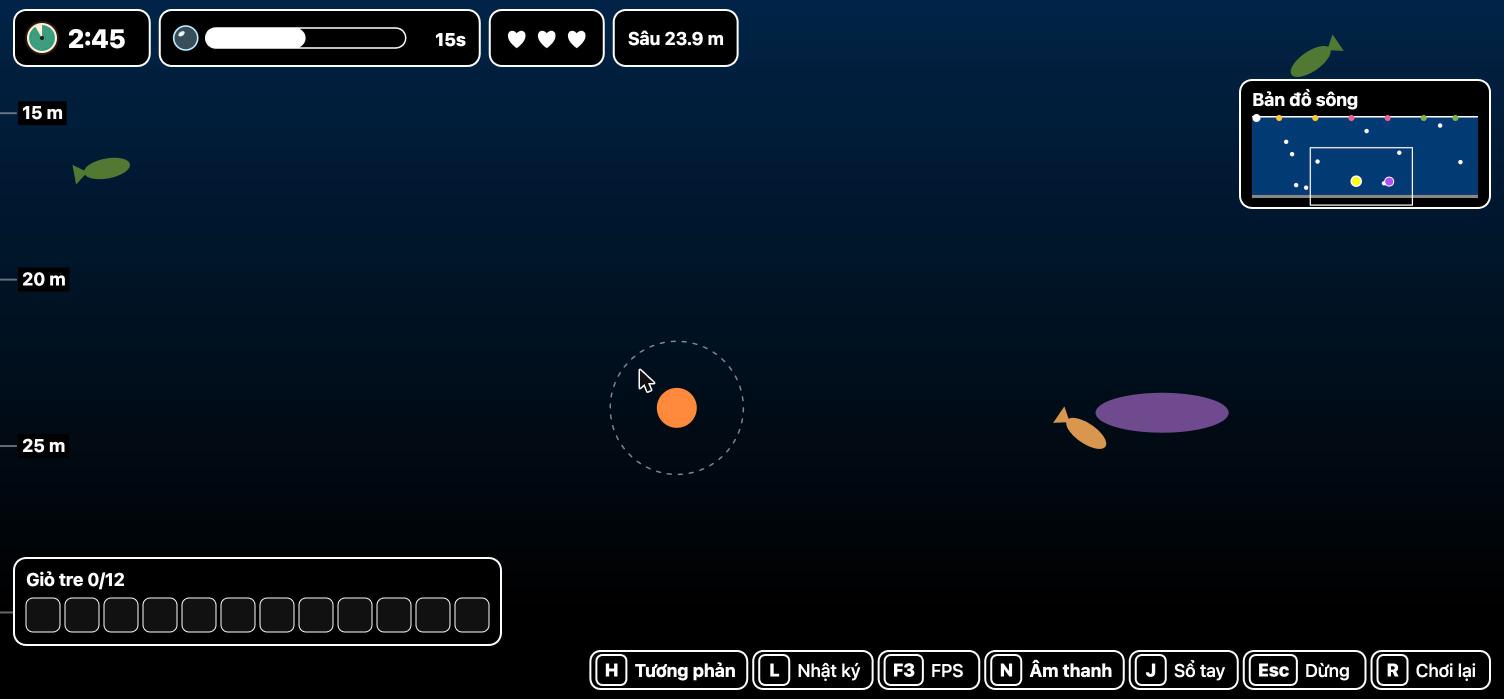 2:45
15s
Sâu 23.9 m
Bản đồ sông
15 m
20 m
25 m
Giỏ tre 0/12
H Tương phản
L Nhật ký
F3 FPS
N Âm thanh
J Sổ tay
Esc Dừng
R Chơi lại